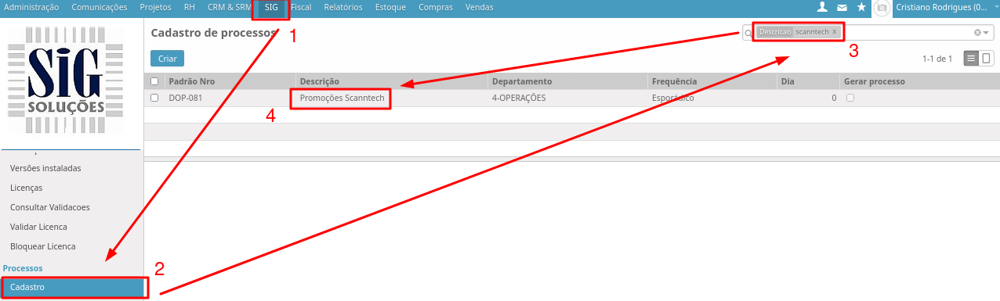 Administração Comunicações Projetos RH CRM & SRM SIG Fiscal Relatórios Estoque Compras Vendas Cristiano Rodrigues (0...
SiG
SOLUÇÕES
Cadastro de processos 1
Descricao scanntech x
3
Criar
1-1 de 1
Padrão Nro Descrição Departamento Frequência Dia Gerar processo
DOP-081 Promoções Scanntech 4-OPERAÇÕES Esporádico 0
4
Versões instaladas
Licenças
Consultar Validacoes
Validar Licenca
Bloquear Licenca
Processos
2
Cadastro